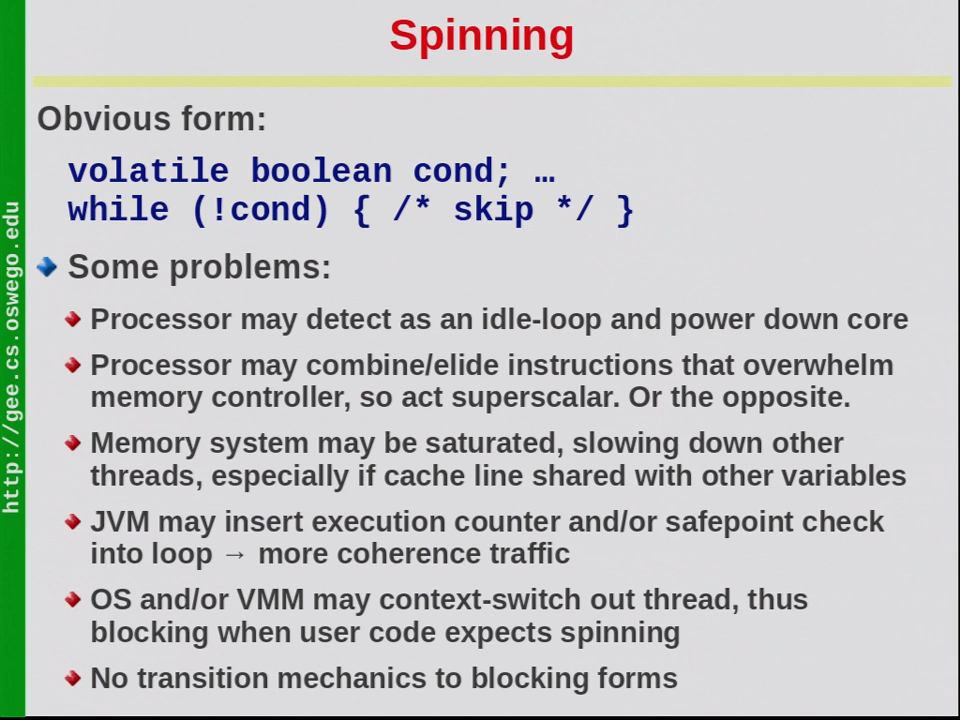 Spinning
Obvious form:
volatile boolean cond; …
while (!cond) { /* skip */ }
Some problems:
Processor may detect as an idle-loop and power down core
Processor may combine/elide instructions that overwhelm
memory controller, so act superscalar. Or the opposite.
Memory system may be saturated, slowing down other
threads, especially if cache line shared with other variables
JVM may insert execution counter and/or safepoint check
into loop → more coherence traffic
OS and/or VMM may context-switch out thread, thus
blocking when user code expects spinning
No transition mechanics to blocking forms
http://gee.cs.oswego.edu